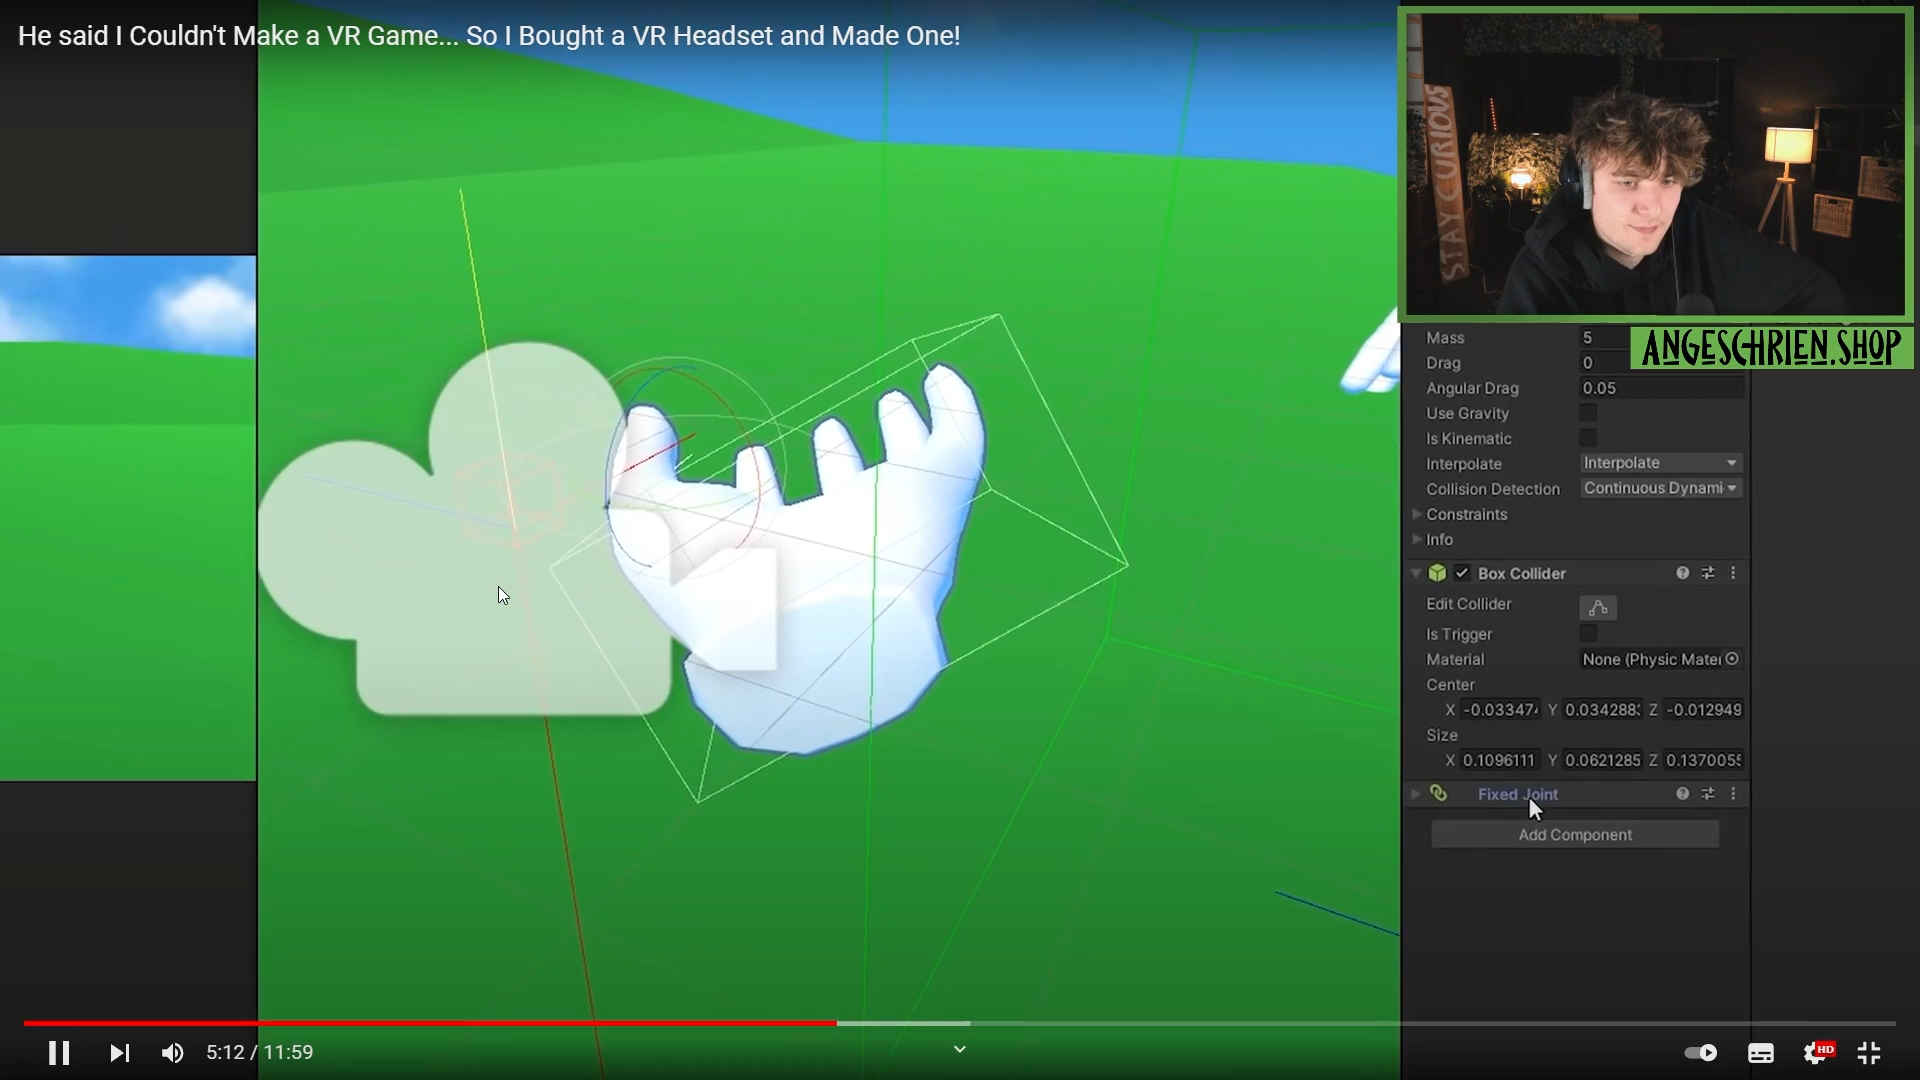 He said I Couldn't Make a VR Game... So I Bought a VR Headset and Made One!
STAY CURIOUS
ANGESCHRIEN.SHOP
Mass 5
Drag 0
Angular Drag 0.05
Use Gravity
Is Kinematic
Interpolate Interpolate
Collision Detection Continuous Dynami
Constraints
Info
Box Collider
Edit Collider
Is Trigger
Material None (Physic Mater
Center
X -0.033474 Y 0.034288 Z -0.012949
Size
X 0.1096111 Y 0.0621285 Z 0.137005
Fixed Joint
Add Component
5:12 / 11:59
HD